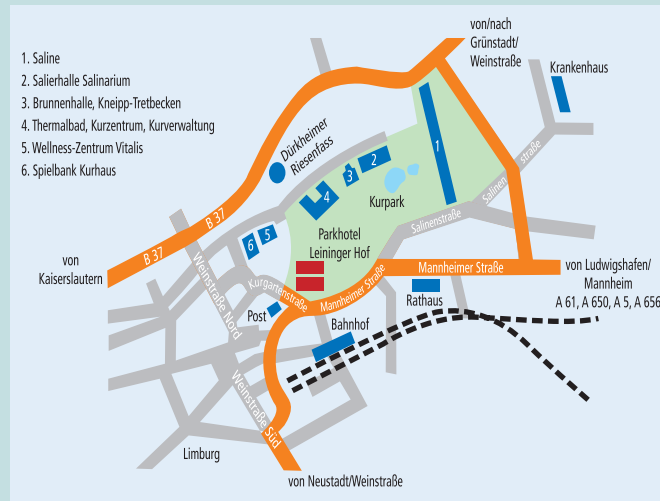 1. Saline
2. Salierhalle Salinarium
3. Brunnenhalle, Kneipp-Tretbecken
4. Thermalbad, Kurzentrum, Kurverwaltung
5. Wellness-Zentrum Vitalis
6. Spielbank Kurhaus
von/nach
Grünstadt/
Weinstraße
Krankenhaus
Dürkheimer
Riesenfass
1
2
3
4
Kurpark
Salinen
straße
Salinenstraße
B 37
B 37
von
Kaiserslautern
6
5
Parkhotel
Leininger Hof
Weinstraße Nord
Kurgartenstraße
Mannheimer Straße
Mannheimer Straße
von Ludwigshafen/
Mannheim
A 61, A 650, A 5, A 656
Post
Bahnhof
Rathaus
Weinstraße Süd
Limburg
von Neustadt/Weinstraße